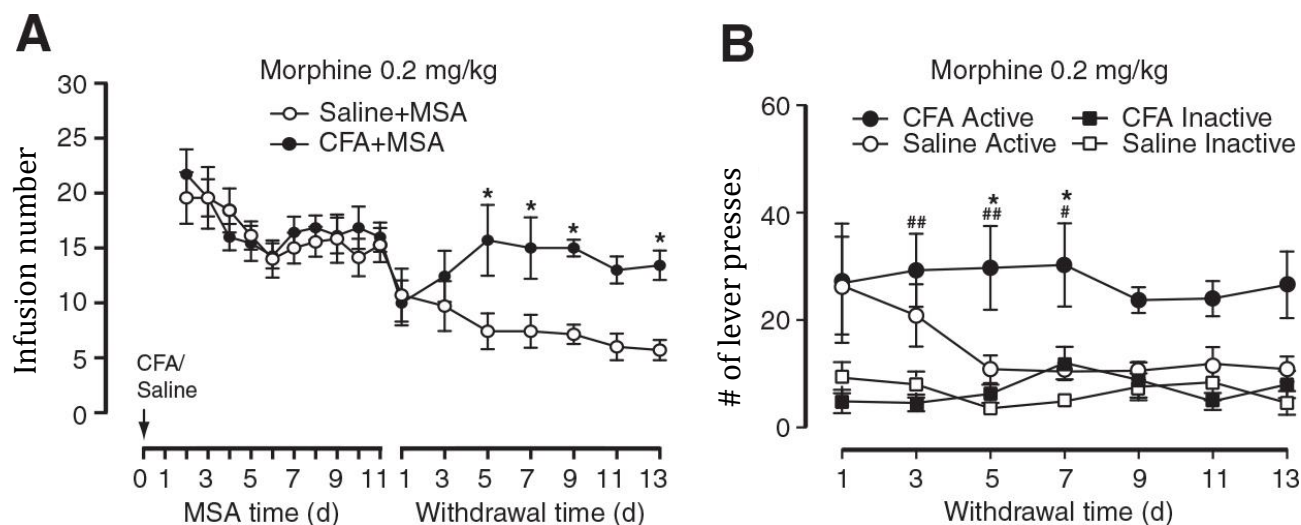 A
Morphine 0.2 mg/kg
Saline+MSA
CFA+MSA
Infusion number
30
25
20
15
10
5
0
* * * *
CFA/
Saline
0 1 3 5 7 9 11 1 3 5 7 9 11 13
MSA time (d) Withdrawal time (d)
B
Morphine 0.2 mg/kg
CFA Active CFA Inactive
Saline Active Saline Inactive
# of lever presses
60
40
20
0
* *
## ## #
1 3 5 7 9 11 13
Withdrawal time (d)